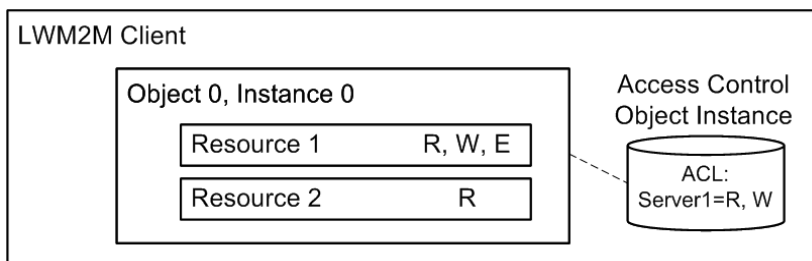 LWM2M Client
Object 0, Instance 0
Resource 1 R, W, E
Resource 2 R
Access Control
Object Instance
ACL:
Server1=R, W